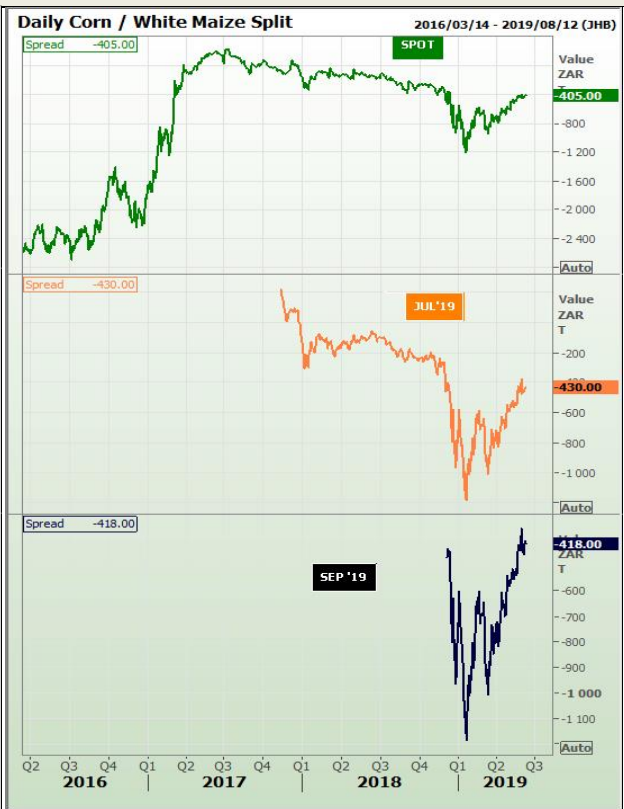 Daily Corn / White Maize Split 2016/03/14 - 2019/08/12 (JHB)
Spread -405.00
SPOT
Value
ZAR
-405.00
-800
-1 200
-1 600
-2 000
-2 400
Auto
Spread -430.00
JUL'19
Value
ZAR
T
-200
-430.00
-600
-800
-1 000
Auto
Spread -418.00
-418.00
ZAR
T
SEP '19
-600
-700
-800
-900
-1 000
-1 100
Auto
Q2 Q3 Q4 Q1 Q2 Q3 Q4 Q1 Q2 Q3 Q4 Q1 Q2 Q3
2016 2017 2018 2019